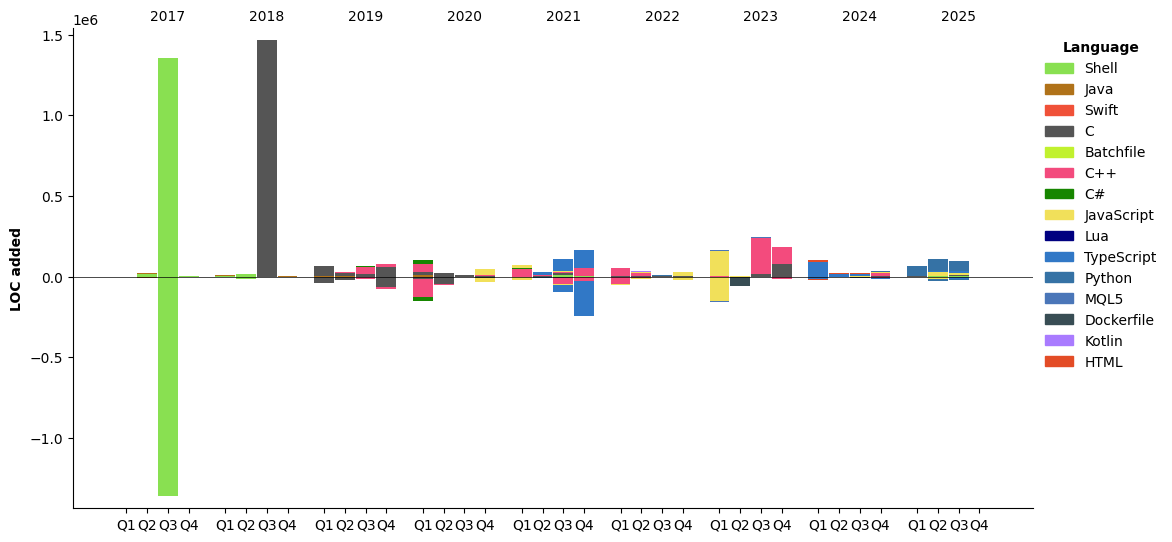 2017 2018 2019 2020 2021 2022 2023 2024 2025
1e6
1.5
1.0
0.5
0.0
−0.5
−1.0
LOC added
Q1 Q2 Q3 Q4 Q1 Q2 Q3 Q4 Q1 Q2 Q3 Q4 Q1 Q2 Q3 Q4 Q1 Q2 Q3 Q4 Q1 Q2 Q3 Q4 Q1 Q2 Q3 Q4 Q1 Q2 Q3 Q4 Q1 Q2 Q3 Q4
Language
Shell
Java
Swift
C
Batchfile
C++
C#
JavaScript
Lua
TypeScript
Python
MQL5
Dockerfile
Kotlin
HTML